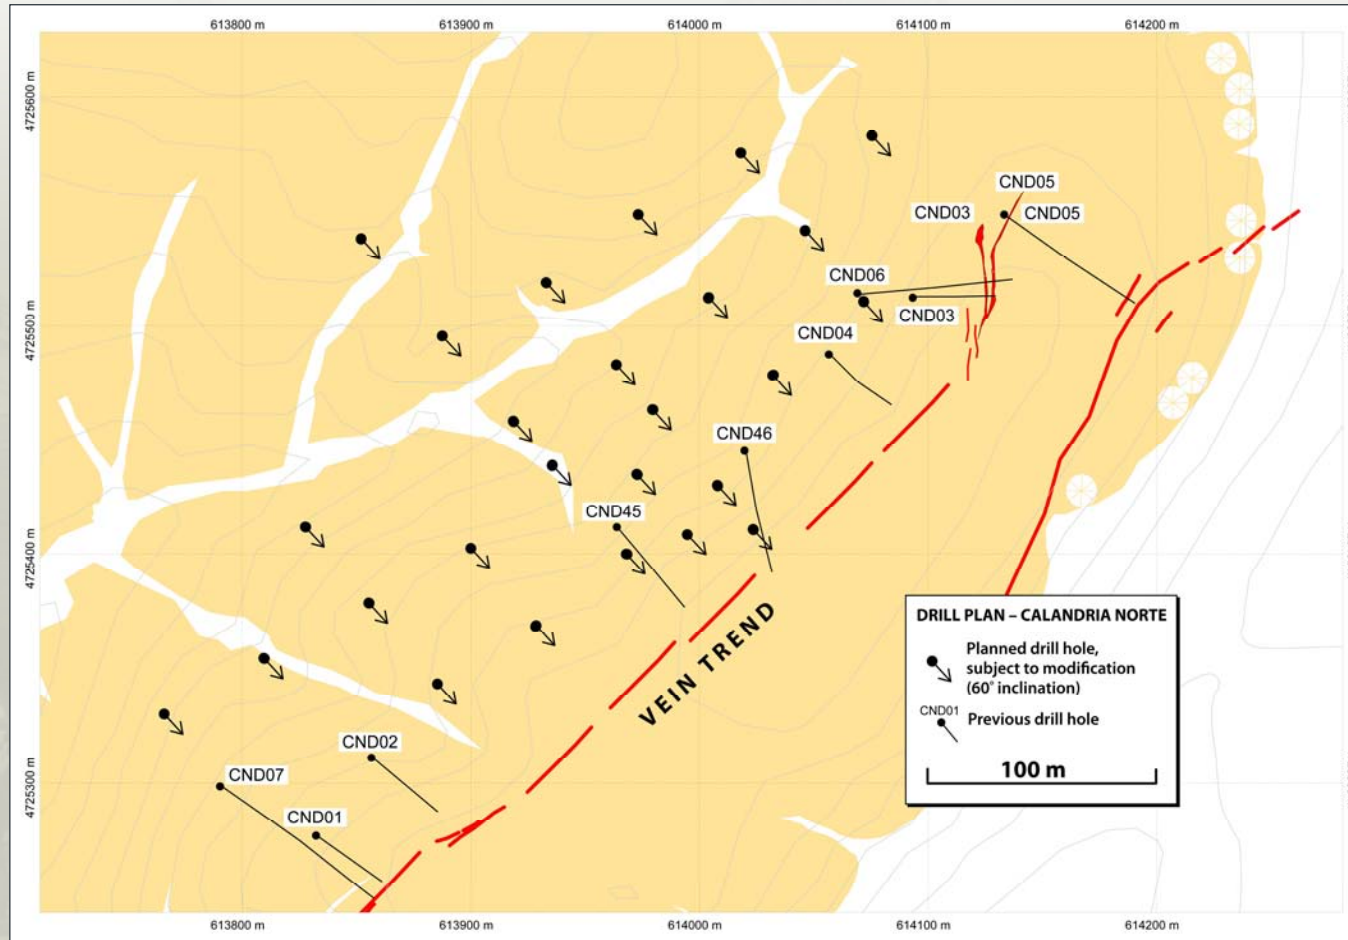 613800 m
613900 m
614000 m
614100 m
614200 m
4725600 m
CND05
CND03
CND05
CND06
CND03
4725500 m
CND04
CND46
CND45
4725400 m
VEIN TREND
DRILL PLAN – CALANDRIA NORTE
Planned drill hole,
subject to modification
(60° inclination)
CND01
Previous drill hole
100 m
CND02
CND07
CND01
4725300 m
613800 m
613900 m
614000 m
614100 m
614200 m